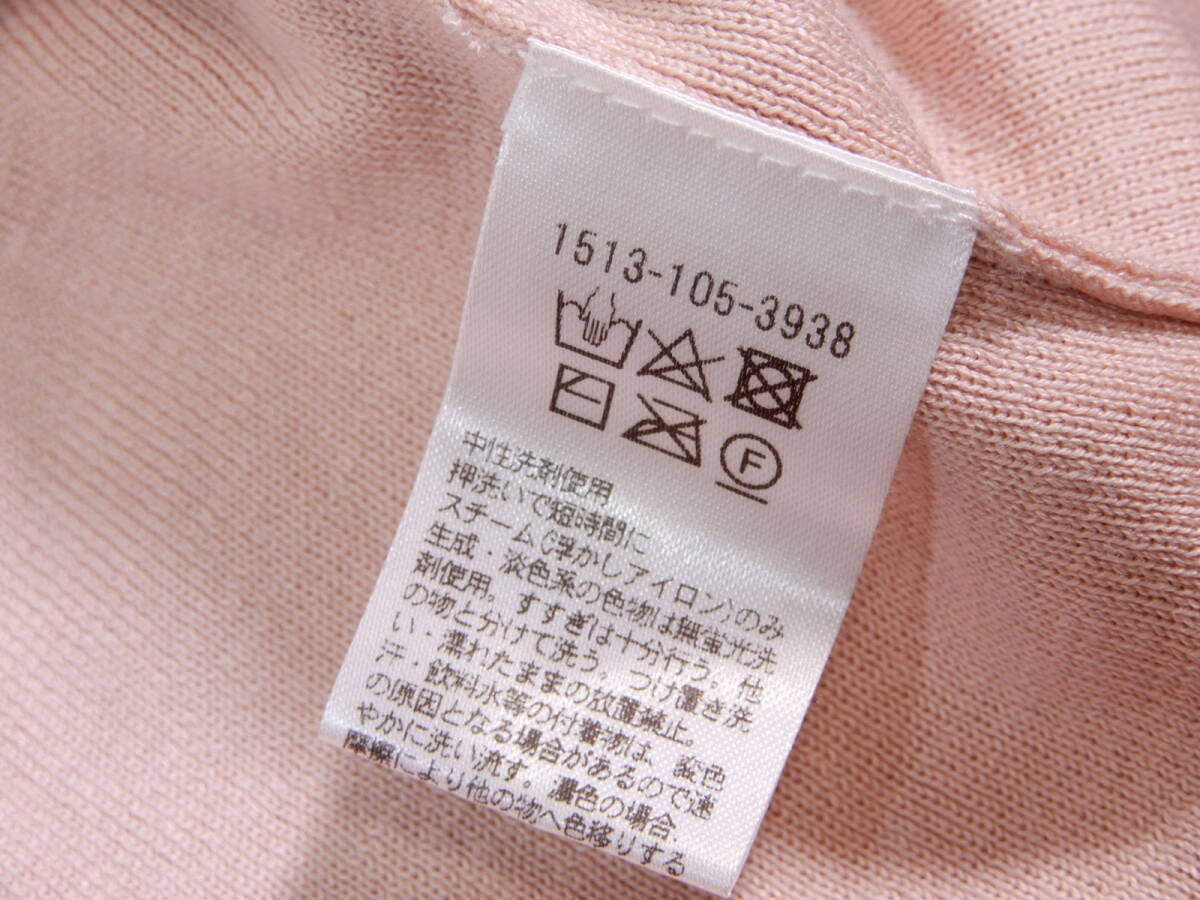 1513-105-3938
F
中性洗剤使用
押洗いで短時間に
スチーム(浮かしアイロン)のみ
生成・淡色系の色物は無蛍光洗
剤使用。すすぎは十分行う。他
の物と分けて洗う。つけ置き洗
い・濡れたままの放置禁止。
汗・飲料水等の付着物は、変色
の原因となる場合があるので速
やかに洗い流す。濃色の場合、
摩擦により他の物へ色移りする